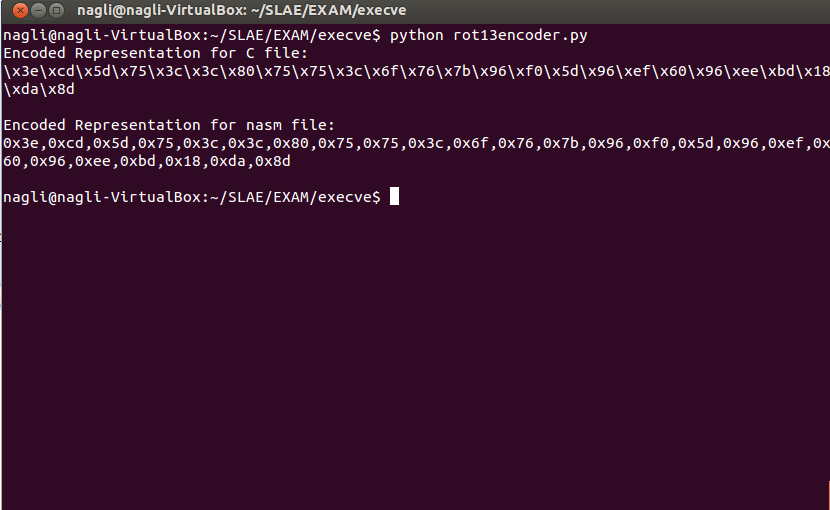 nagli@nagli-VirtualBox: ~/SLAE/EXAM/execve
nagli@nagli-VirtualBox:~/SLAE/EXAM/execve$ python rot13encoder.py
Encoded Representation for C file:
\x3e\xcd\x5d\x75\x3c\x3c\x80\x75\x75\x3c\x6f\x76\x7b\x96\xf0\x5d\x96\xef\x60\x96\xee\xbd\x18
\xda\x8d
Encoded Representation for nasm file:
0x3e,0xcd,0x5d,0x75,0x3c,0x3c,0x80,0x75,0x75,0x3c,0x6f,0x76,0x7b,0x96,0xf0,0x5d,0x96,0xef,0x
60,0x96,0xee,0xbd,0x18,0xda,0x8d
nagli@nagli-VirtualBox:~/SLAE/EXAM/execve$